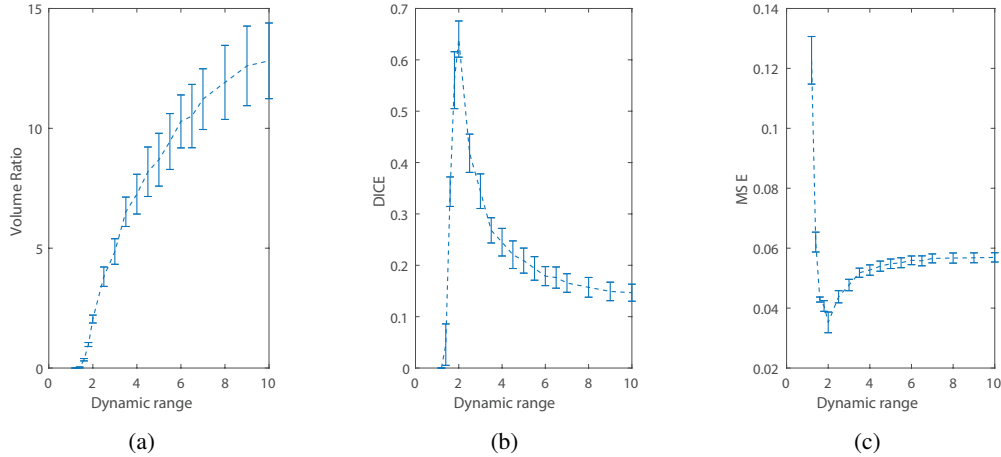 15
10
5
0
Volume Ratio
0 2 4 6 8 10
Dynamic range
(a)
0.7
0.6
0.5
0.4
0.3
0.2
0.1
0
DICE
0 2 4 6 8 10
Dynamic range
(b)
0.14
0.12
0.1
0.08
0.06
0.04
0.02
MS E
0 2 4 6 8 10
Dynamic range
(c)